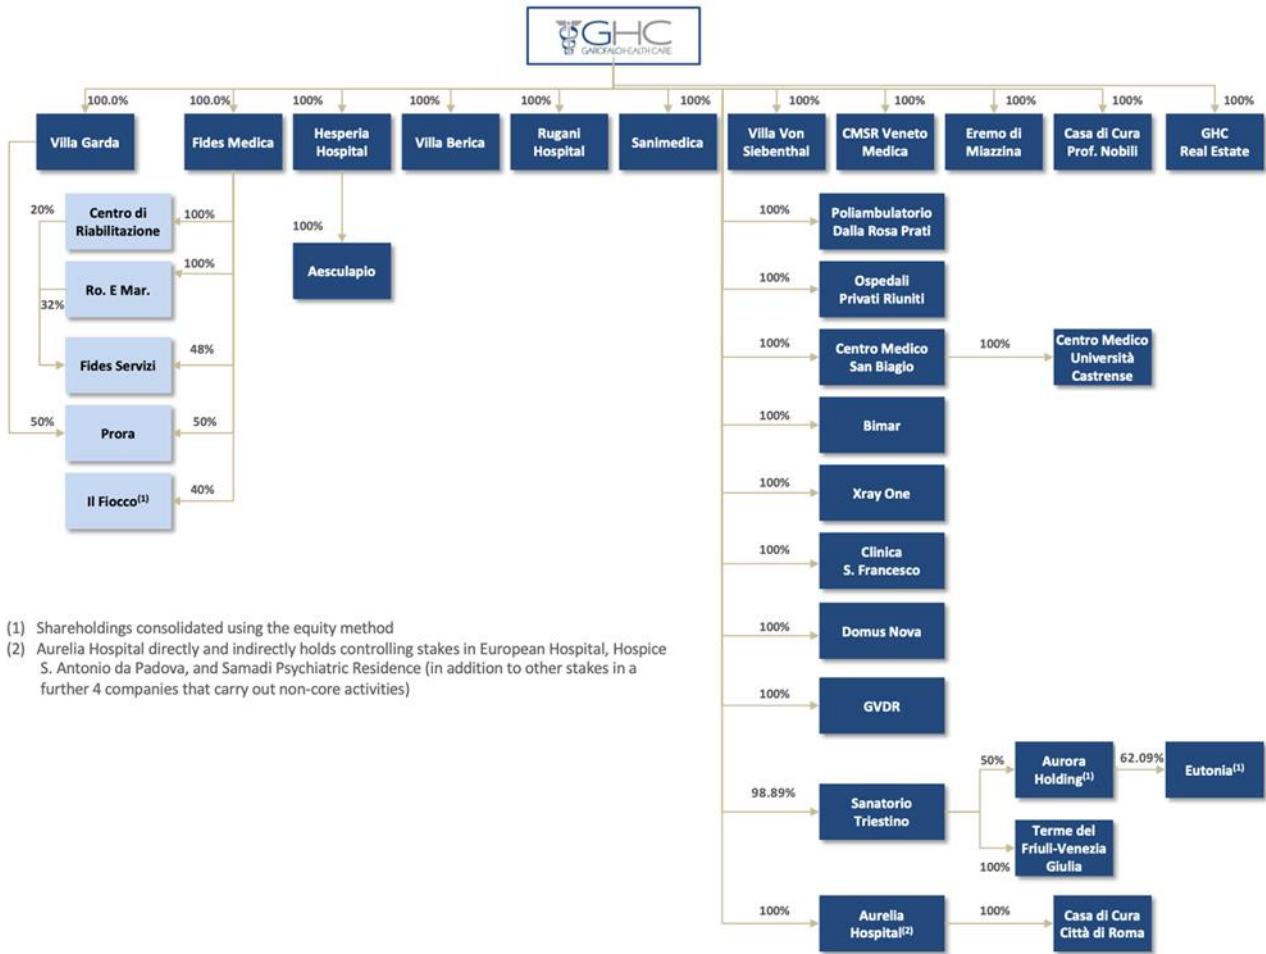 GHC
GAROFALO HEALTH CARE
100.0%
100.0%
100%
100%
100%
100%
100%
100%
100%
100%
100%
Villa Garda
Fides Medica
Hesperia
Hospital
Villa Berica
Rugani
Hospital
Sanimedica
Villa Von
Siebenthal
CMSR Veneto
Medica
Eremo di
Miazzina
Casa di Cura
Prof. Nobili
GHC
Real Estate
20%
Centro di
Riabilitazione
100%
100%
Ro. E Mar.
32%
Fides Servizi
48%
50%
Prora
50%
Il Fiocco(1)
40%
100%
Aesculapio
100%
Poliambulatorio
Dalla Rosa Prati
100%
Ospedali
Privati Riuniti
100%
Centro Medico
San Biagio
100%
Centro Medico
Università
Castrense
100%
Bimar
100%
Xray One
100%
Clinica
S. Francesco
100%
Domus Nova
100%
GVDR
98.89%
Sanatorio
Triestino
50%
Aurora
Holding(1)
62.09%
Eutonia(1)
100%
Terme del
Friuli-Venezia
Giulia
100%
Aurelia
Hospital(2)
100%
Casa di Cura
Città di Roma
(1) Shareholdings consolidated using the equity method
(2) Aurelia Hospital directly and indirectly holds controlling stakes in European Hospital, Hospice
S. Antonio da Padova, and Samadi Psychiatric Residence (in addition to other stakes in a
further 4 companies that carry out non-core activities)